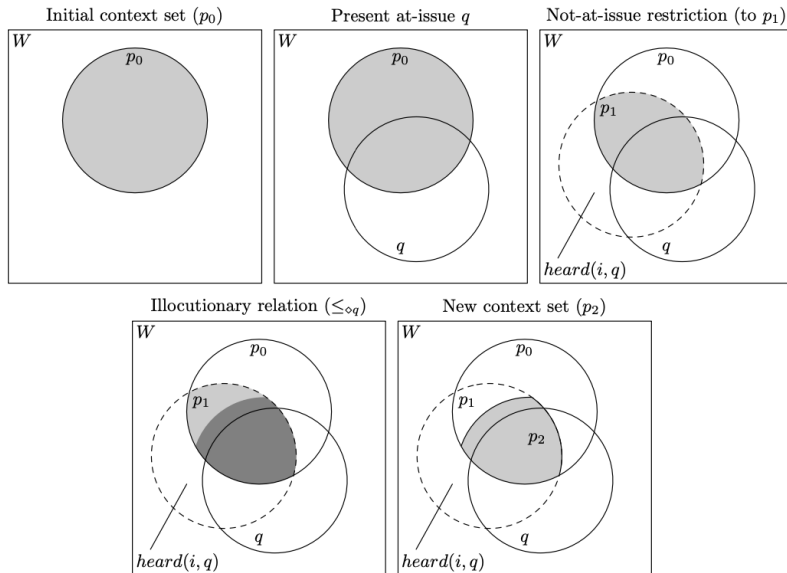 Initial context set (p₀)
W
p₀
Present at-issue q
W
p₀
q
Not-at-issue restriction (to p₁)
W
p₀
p₁
q
heard(i, q)
Illocutionary relation (≤⋄q)
W
p₀
p₁
q
heard(i, q)
New context set (p₂)
W
p₀
p₁
p₂
q
heard(i, q)